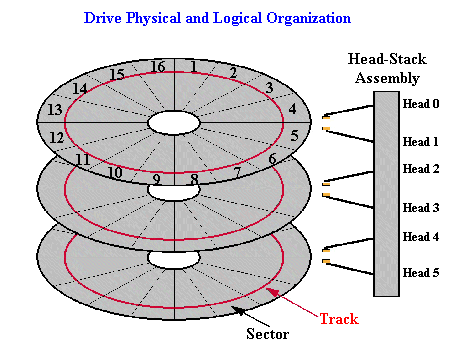 Drive Physical and Logical Organization
Head-Stack
Assembly
16 1
15 2
14 3
13 4
12 5
11 6
10 7
9 8
Head 0
Head 1
Head 2
Head 3
Head 4
Head 5
Track
Sector